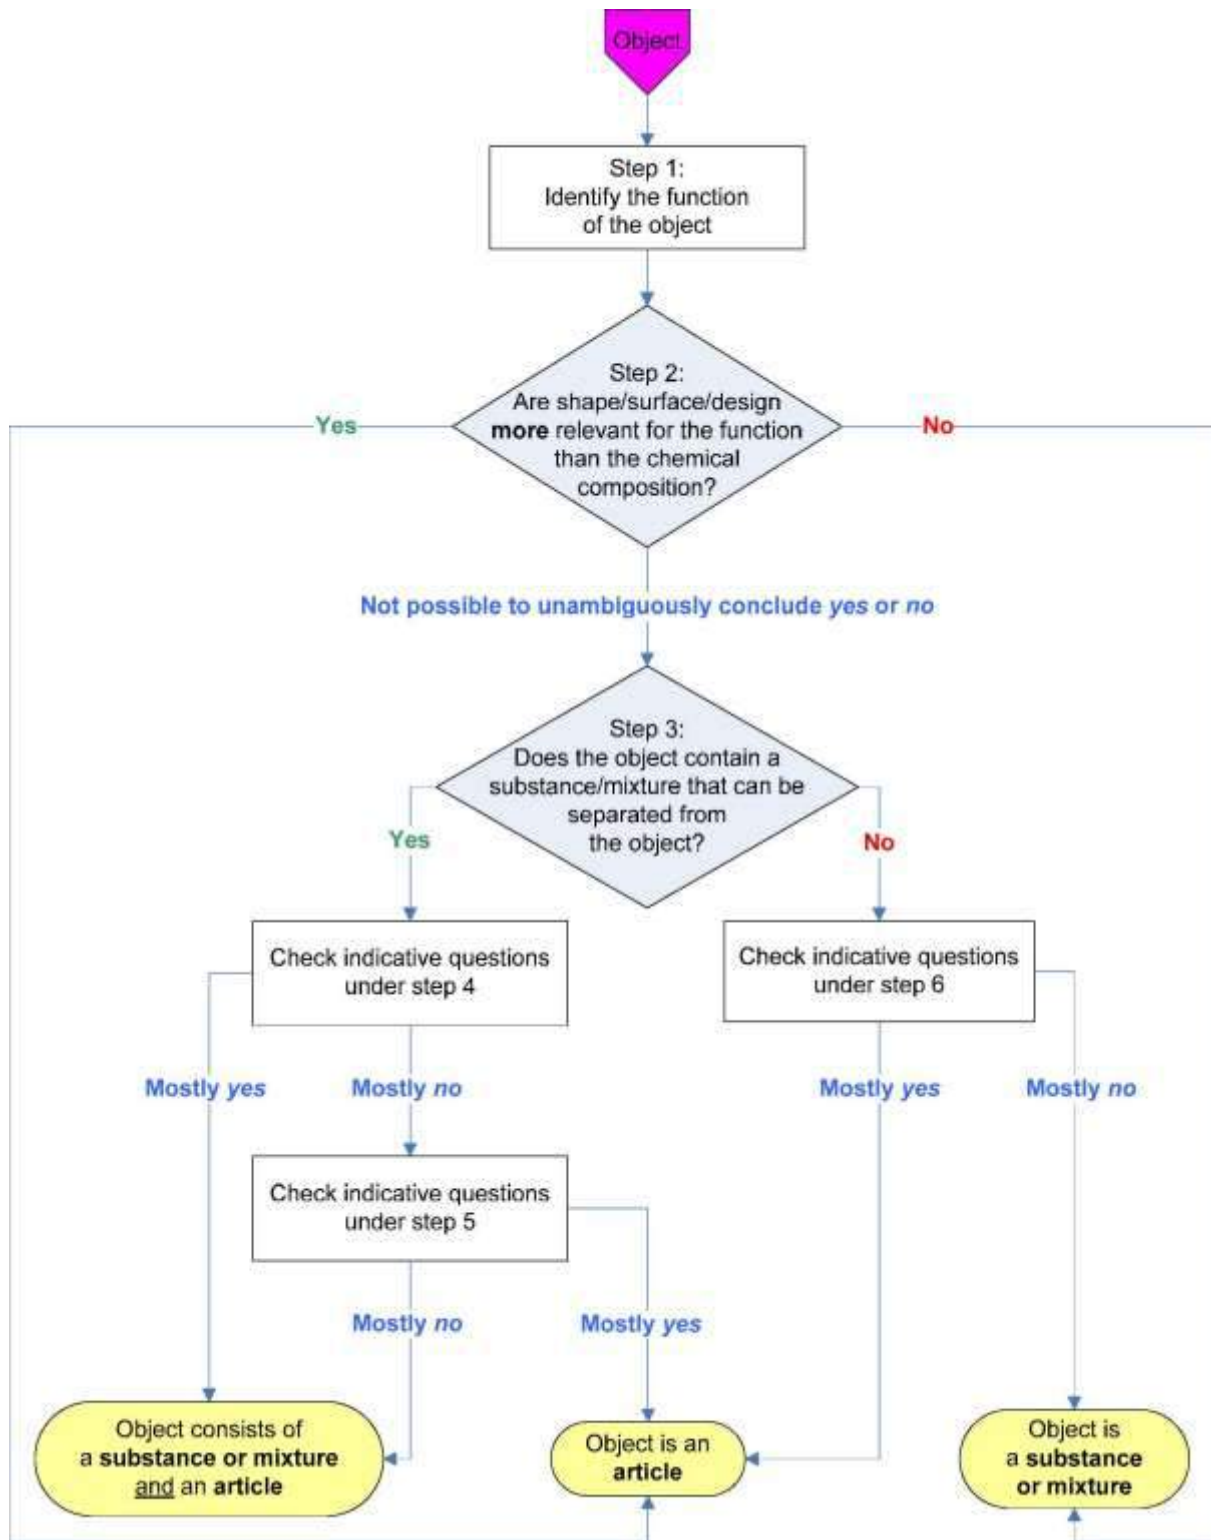 Object
Step 1:
Identify the function
of the object
Step 2:
Are shape/surface/design
more relevant for the function
than the chemical
composition?
Yes
No
Not possible to unambiguously conclude yes or no
Step 3:
Does the object contain a
substance/mixture that can be
separated from
the object?
Yes
No
Check indicative questions
under step 4
Check indicative questions
under step 6
Mostly yes
Mostly no
Mostly yes
Mostly no
Check indicative questions
under step 5
Mostly no
Mostly yes
Object consists of
a substance or mixture
and an article
Object is an
article
Object is
a substance
or mixture